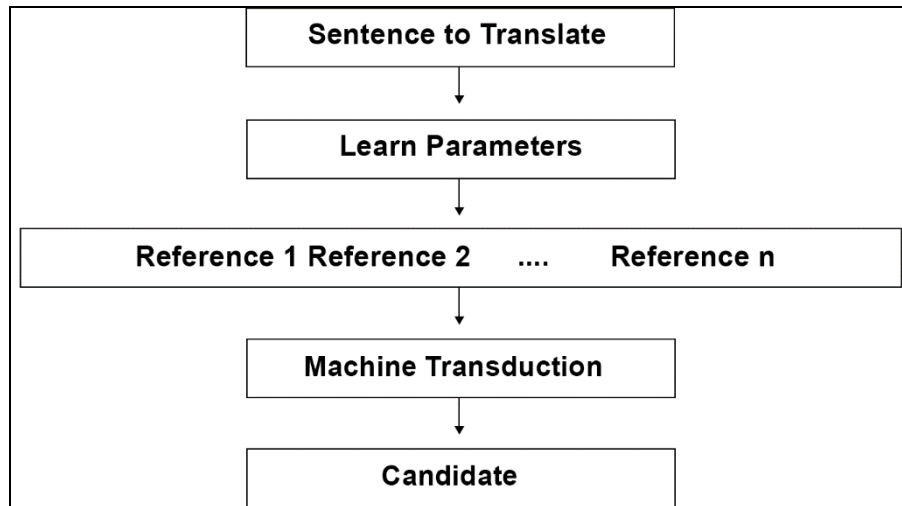 Sentence to Translate
Learn Parameters
Reference 1 Reference 2 .... Reference n
Machine Transduction
Candidate